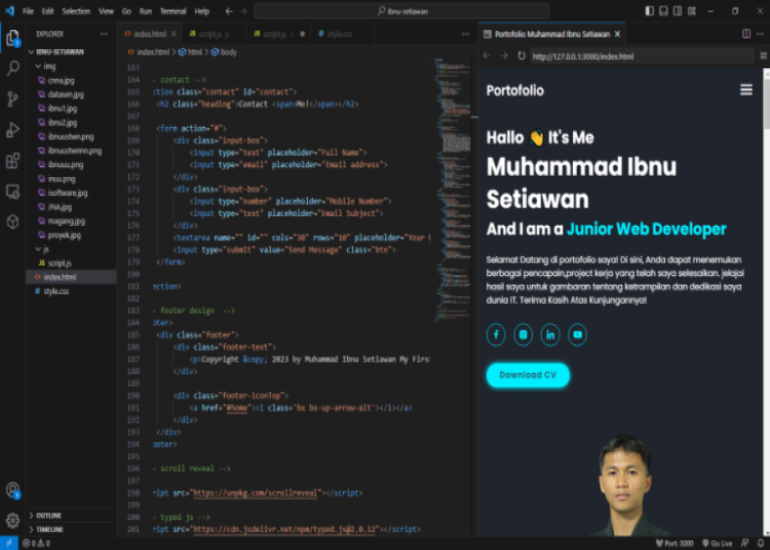 File Edit Selection View Go Run Terminal Help
ibnu-setiawan
EXPLORER
IBNU-SETIAWAN
img
cnma.jpg
datasen.jpg
ibnu1.jpg
ibnu2.jpg
ibnuustwn.png
ibnuustwnnn.png
ibnuuu.png
isoftware.jpg
JNA.jpg
magang.jpg
proyek.jpg
js
script.js
index.html
style.css
OUTLINE
TIMELINE
index.html script.js script.js style.css
index.html > html > body
163
164 - contact -->
165 ction class="contact" id="contact">
166 <h2 class="heading">Contact <span>Me!</span></h2>
167
168 <form action="#">
169 <div class="input-box">
170 <input type="text" placeholder="Full Name">
171 <input type="email" placeholder="Email address">
172 </div>
173 <div class="input-box">
174 <input type="number" placeholder="Mobile Number">
175 <input type="text" placeholder="Email Subject">
176 </div>
177 <textarea name="" id="" cols="30" rows="10" placeholder="Your
178 <input type="submit" value="Send Message" class="btn">
179 </form>
180
181 ection>
182
183 - footer design -->
184 oter>
185 <div class="footer">
186 <div class="footer-text">
187 <p>Copyright &copy; 2023 by Muhammad Ibnu Setiawan My First
188 </div>
189
190 <div class="footer-iconTop">
191 <a href="#home"><i class='bx bx-up-arrow-alt'></i></a>
192 </div>
193 </div>
194 ooter>
195
196 - scroll reveal -->
197
198 ript src="https://unpkg.com/scrollreveal"></script>
199
200 - typed js -->
201 ript src="https://cdn.jsdelivr.net/npm/typed.js@2.0.12"></script>
Portofolio Muhammad Ibnu Setiawan
http://127.0.0.1:3000/index.html
Portofolio
Hallo 👋 It's Me
Muhammad Ibnu
Setiawan
And I am a Junior Web Developer
Selamat Datang di portofolio saya! Di sini, Anda dapat menemukan
berbagai pencapain,project kerja yang telah saya selesaikan. jelajai
hasil saya untuk gambaran tentang ketrampilan dan dedikasi saya
dunia IT. Terima Kasih Atas Kunjungannya!
Download CV
0 0
Port: 3000 Go Live